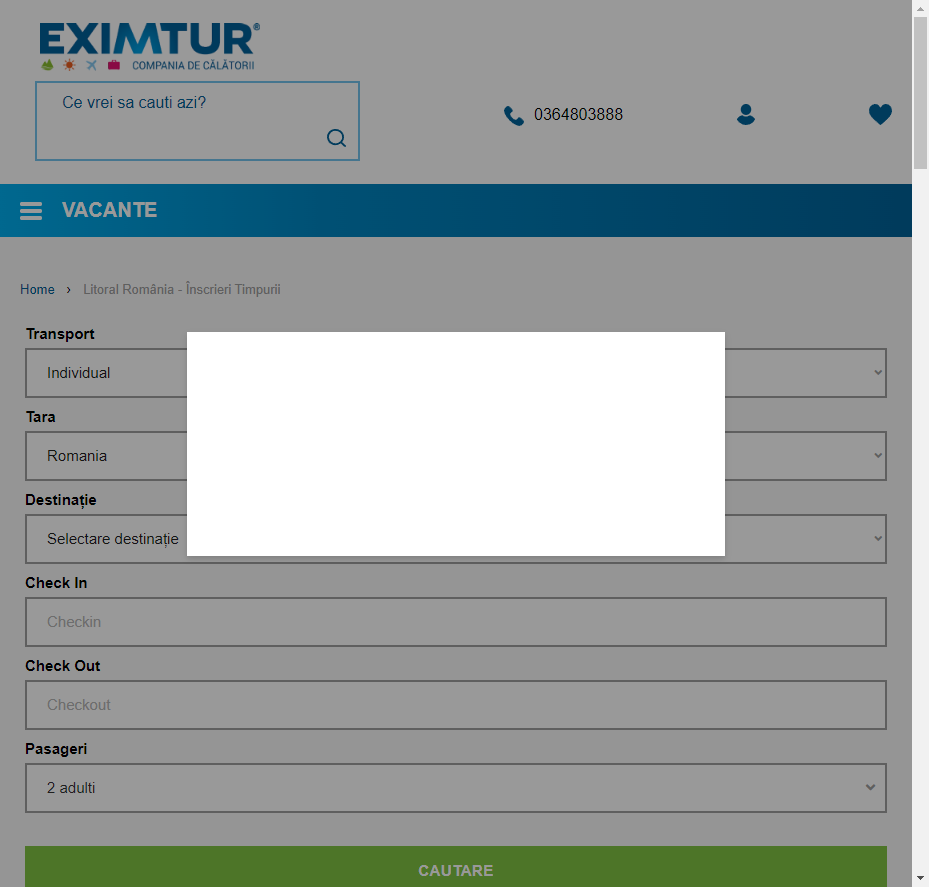 EXIMTUR®
COMPANIA DE CĂLĂTORII
Ce vrei sa cauti azi?
0364803888
VACANTE
Home › Litoral România - Înscrieri Timpurii
Transport
Individual
Tara
Romania
Destinație
Selectare destinație
Check In
Checkin
Check Out
Checkout
Pasageri
2 adulti
CAUTARE